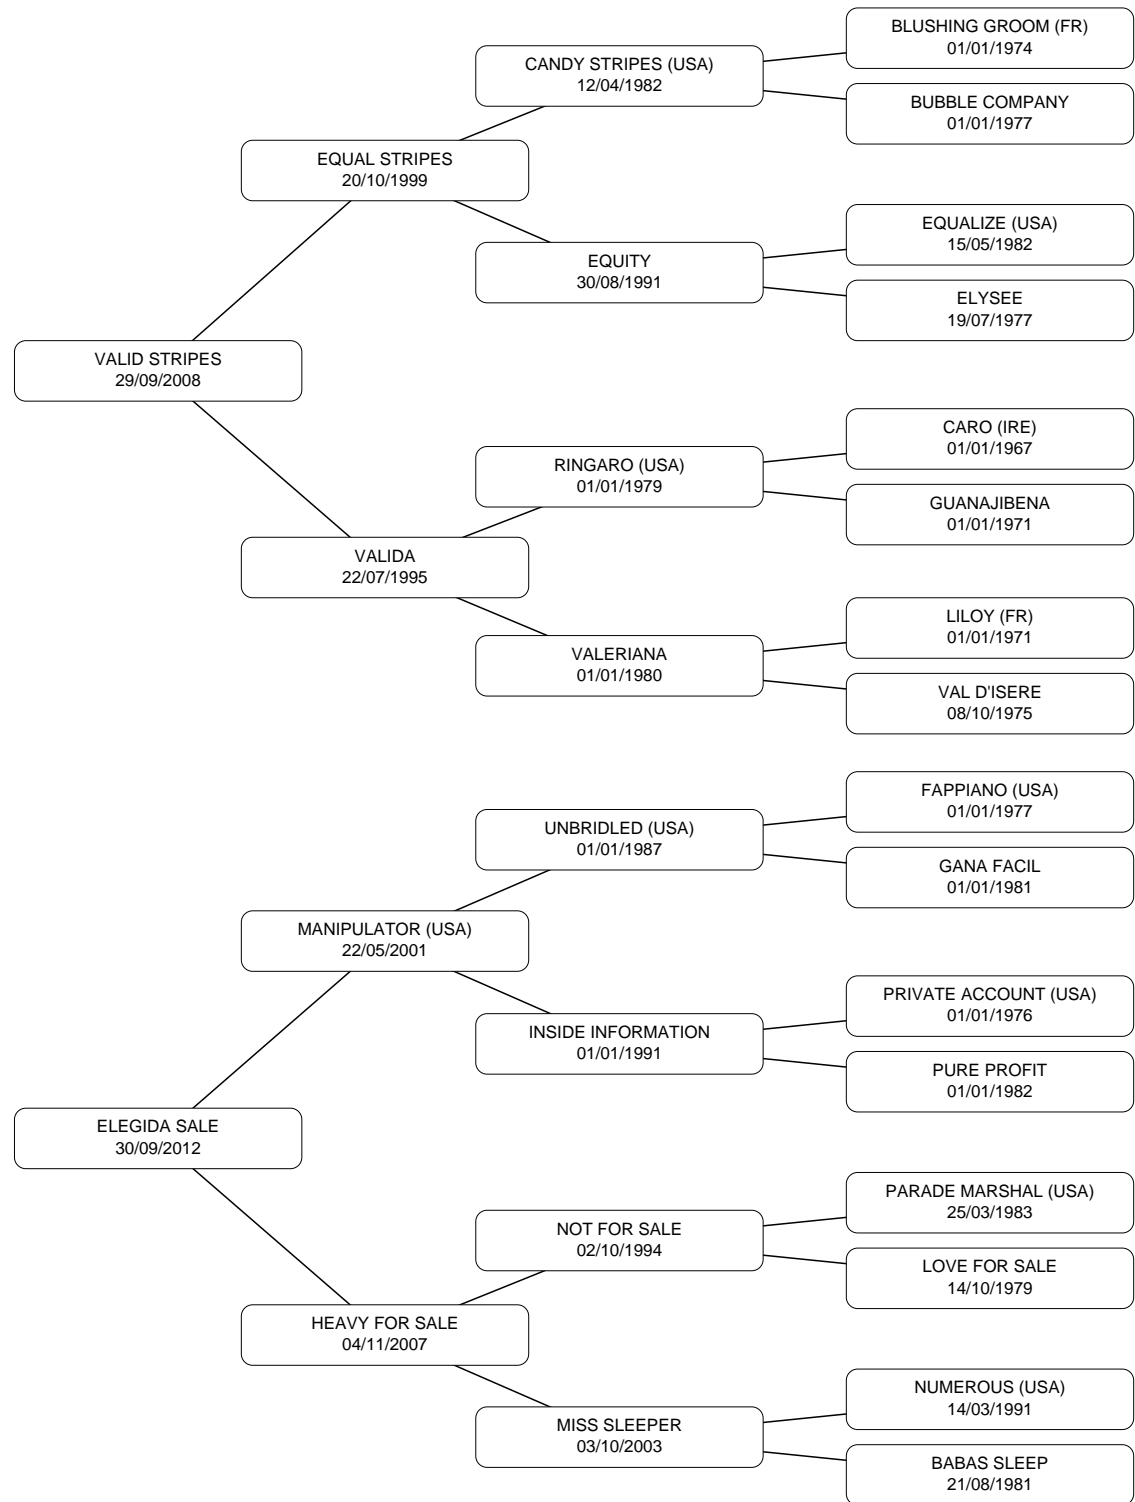 BLUSHING GROOM (FR)
01/01/1974
CANDY STRIPES (USA)
12/04/1982
BUBBLE COMPANY
01/01/1977
EQUAL STRIPES
20/10/1999
EQUALIZE (USA)
15/05/1982
EQUITY
30/08/1991
ELYSEE
19/07/1977
VALID STRIPES
29/09/2008
CARO (IRE)
01/01/1967
RINGARO (USA)
01/01/1979
GUANAJIBENA
01/01/1971
VALIDA
22/07/1995
LILOY (FR)
01/01/1971
VALERIANA
01/01/1980
VAL D'ISERE
08/10/1975
FAPPIANO (USA)
01/01/1977
UNBRIDLED (USA)
01/01/1987
GANA FACIL
01/01/1981
MANIPULATOR (USA)
22/05/2001
PRIVATE ACCOUNT (USA)
01/01/1976
INSIDE INFORMATION
01/01/1991
PURE PROFIT
01/01/1982
ELEGIDA SALE
30/09/2012
PARADE MARSHAL (USA)
25/03/1983
NOT FOR SALE
02/10/1994
LOVE FOR SALE
14/10/1979
HEAVY FOR SALE
04/11/2007
NUMEROUS (USA)
14/03/1991
MISS SLEEPER
03/10/2003
BABAS SLEEP
21/08/1981